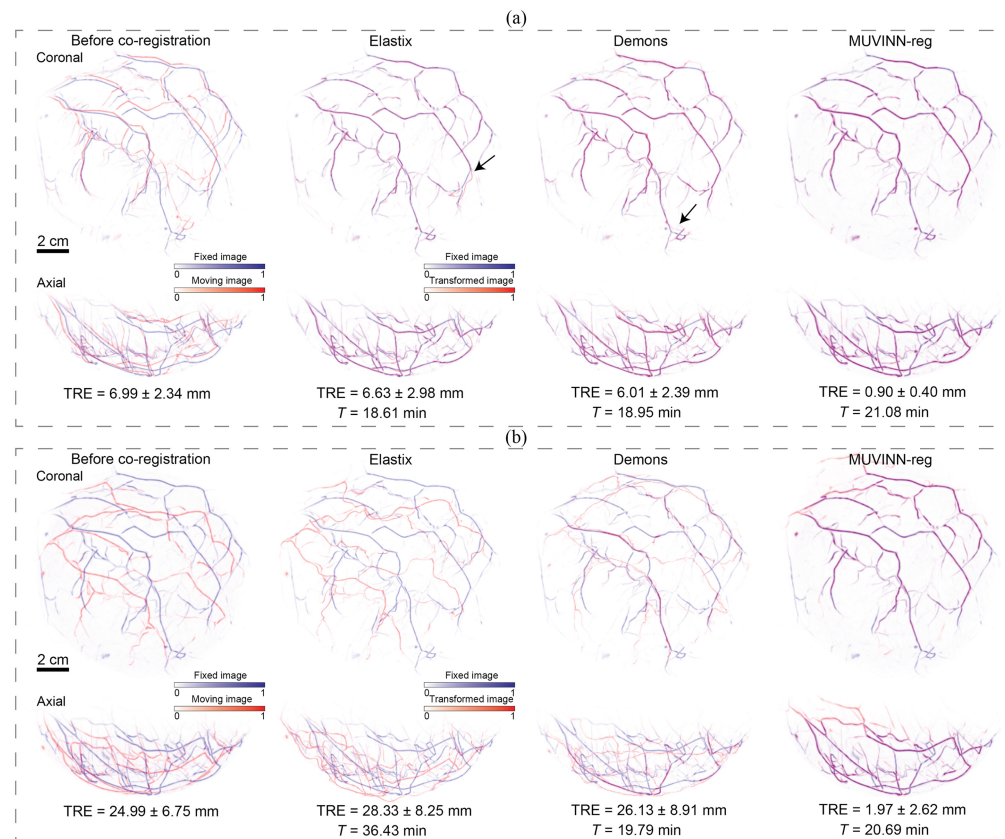 (a)
Before co-registration Elastix Demons MUVINN-reg
Coronal
2 cm
Fixed image Fixed image
0 1 0 1
Moving image Transformed image
0 1 0 1
Axial
TRE = 6.99 ± 2.34 mm TRE = 6.63 ± 2.98 mm TRE = 6.01 ± 2.39 mm TRE = 0.90 ± 0.40 mm
T = 18.61 min T = 18.95 min T = 21.08 min
(b)
Before co-registration Elastix Demons MUVINN-reg
Coronal
2 cm
Fixed image Fixed image
0 1 0 1
Moving image Transformed image
0 1 0 1
Axial
TRE = 24.99 ± 6.75 mm TRE = 28.33 ± 8.25 mm TRE = 26.13 ± 8.91 mm TRE = 1.97 ± 2.62 mm
T = 36.43 min T = 19.79 min T = 20.69 min